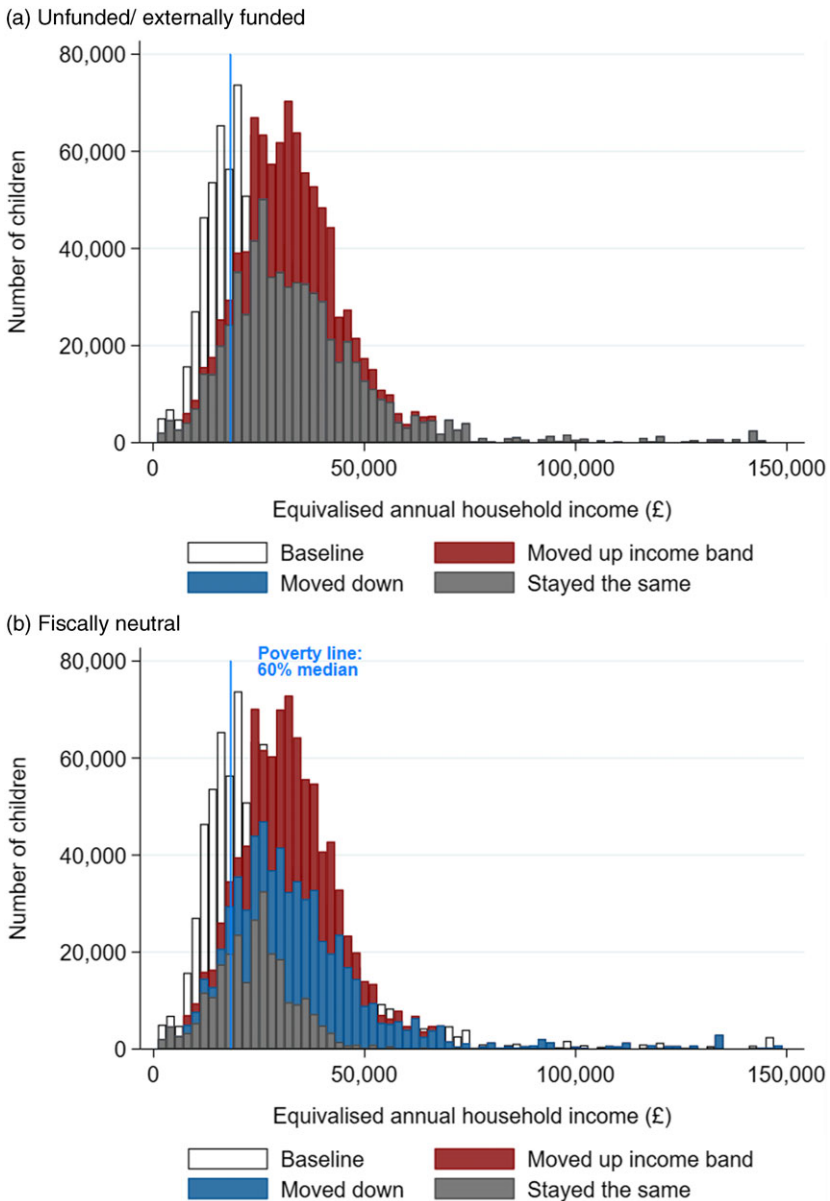 (a) Unfunded/ externally funded
80,000
60,000
40,000
20,000
0
Number of children
0 50,000 100,000 150,000
Equivalised annual household income (£)
Baseline Moved up income band
Moved down Stayed the same
(b) Fiscally neutral
Poverty line:
60% median
80,000
60,000
40,000
20,000
0
Number of children
0 50,000 100,000 150,000
Equivalised annual household income (£)
Baseline Moved up income band
Moved down Stayed the same